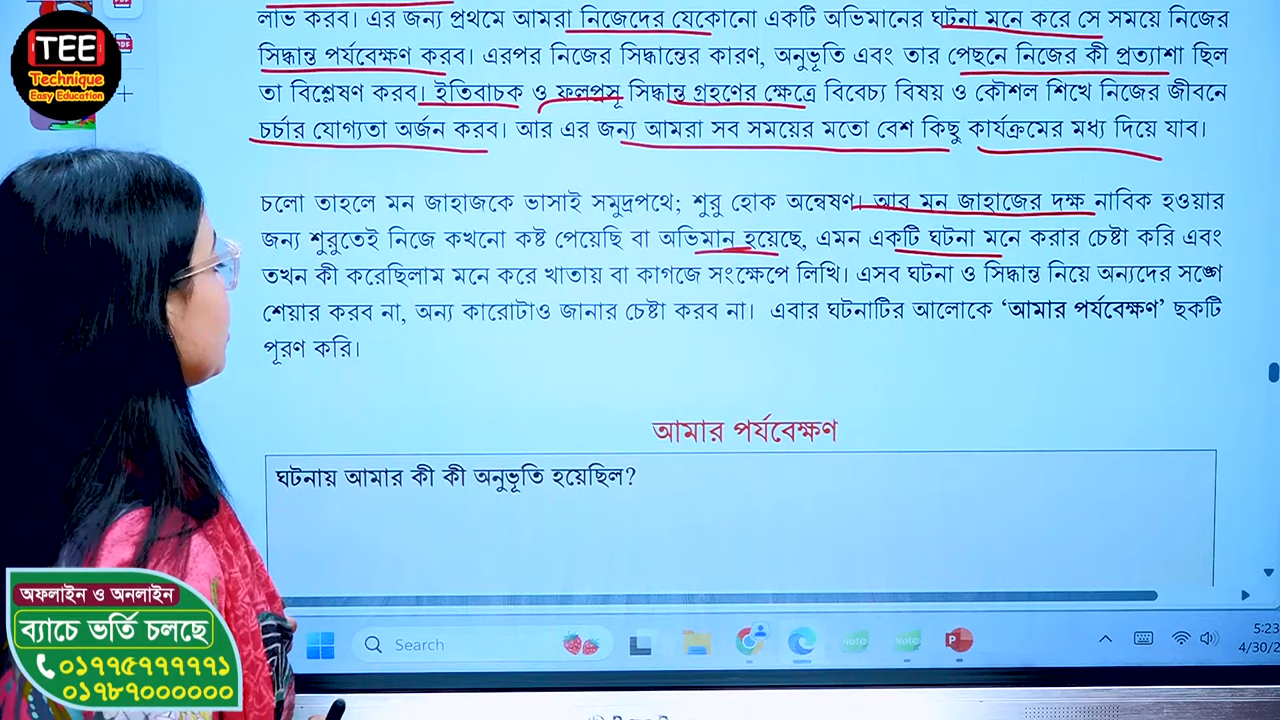 TEE
Technique
Easy Education
লাভ করব। এর জন্য প্রথমে আমরা নিজেদের যেকোনো একটি অভিমানের ঘটনা মনে করে সে সময়ে নিজের
সিদ্ধান্ত পর্যবেক্ষণ করব। এরপর নিজের সিদ্ধান্তের কারণ, অনুভূতি এবং তার পেছনে নিজের কী প্রত্যাশা ছিল
তা বিশ্লেষণ করব। ইতিবাচক ও ফলপ্রসূ সিদ্ধান্ত গ্রহণের ক্ষেত্রে বিবেচ্য বিষয় ও কৌশল শিখে নিজের জীবনে
চর্চার যোগ্যতা অর্জন করব। আর এর জন্য আমরা সব সময়ের মতো বেশ কিছু কার্যক্রমের মধ্য দিয়ে যাব।
চলো তাহলে মন জাহাজকে ভাসাই সমুদ্রপথে; শুরু হোক অন্বেষণ। আর মন জাহাজের দক্ষ নাবিক হওয়ার
জন্য শুরুতেই নিজে কখনো কষ্ট পেয়েছি বা অভিমান হয়েছে, এমন একটি ঘটনা মনে করার চেষ্টা করি এবং
তখন কী করেছিলাম মনে করে খাতায় বা কাগজে সংক্ষেপে লিখি। এসব ঘটনা ও সিদ্ধান্ত নিয়ে অন্যদের সঙ্গে
শেয়ার করব না, অন্য কারোটাও জানার চেষ্টা করব না। এবার ঘটনাটির আলোকে ‘আমার পর্যবেক্ষণ’ ছকটি
পূরণ করি।
আমার পর্যবেক্ষণ
ঘটনায় আমার কী কী অনুভূতি হয়েছিল?
অফলাইন ও অনলাইন
ব্যাচে ভর্তি চলছে
০১৭৭৫৭৭৭৭৭১
০১৭৮৭০০০০০০
Search
5:23
4/30/2